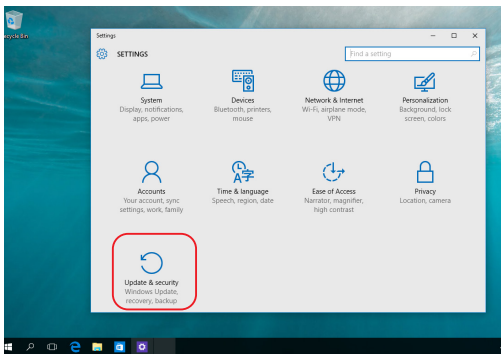 ecycle Bin
Settings
SETTINGS
Find a setting
System
Display, notifications,
apps, power
Devices
Bluetooth, printers,
mouse
Network & Internet
Wi-Fi, airplane mode,
VPN
Personalization
Background, lock
screen, colors
Accounts
Your account, sync
settings, work, family
Time & language
Speech, region, date
Ease of Access
Narrator, magnifier,
high contrast
Privacy
Location, camera
Update & security
Windows Update,
recovery, backup